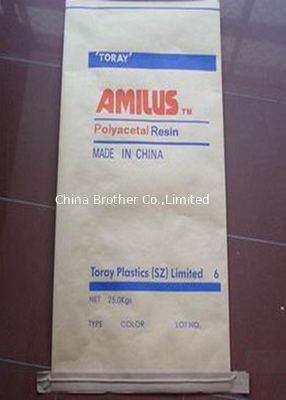 'TORAY'
AMILUS TM
Polyacetal Resin
MADE IN CHINA
China Brother Co.,Limited
Toray Plastics (SZ) Limited 6
NET 25.0Kgs
TYPE COLOR LOT NO.